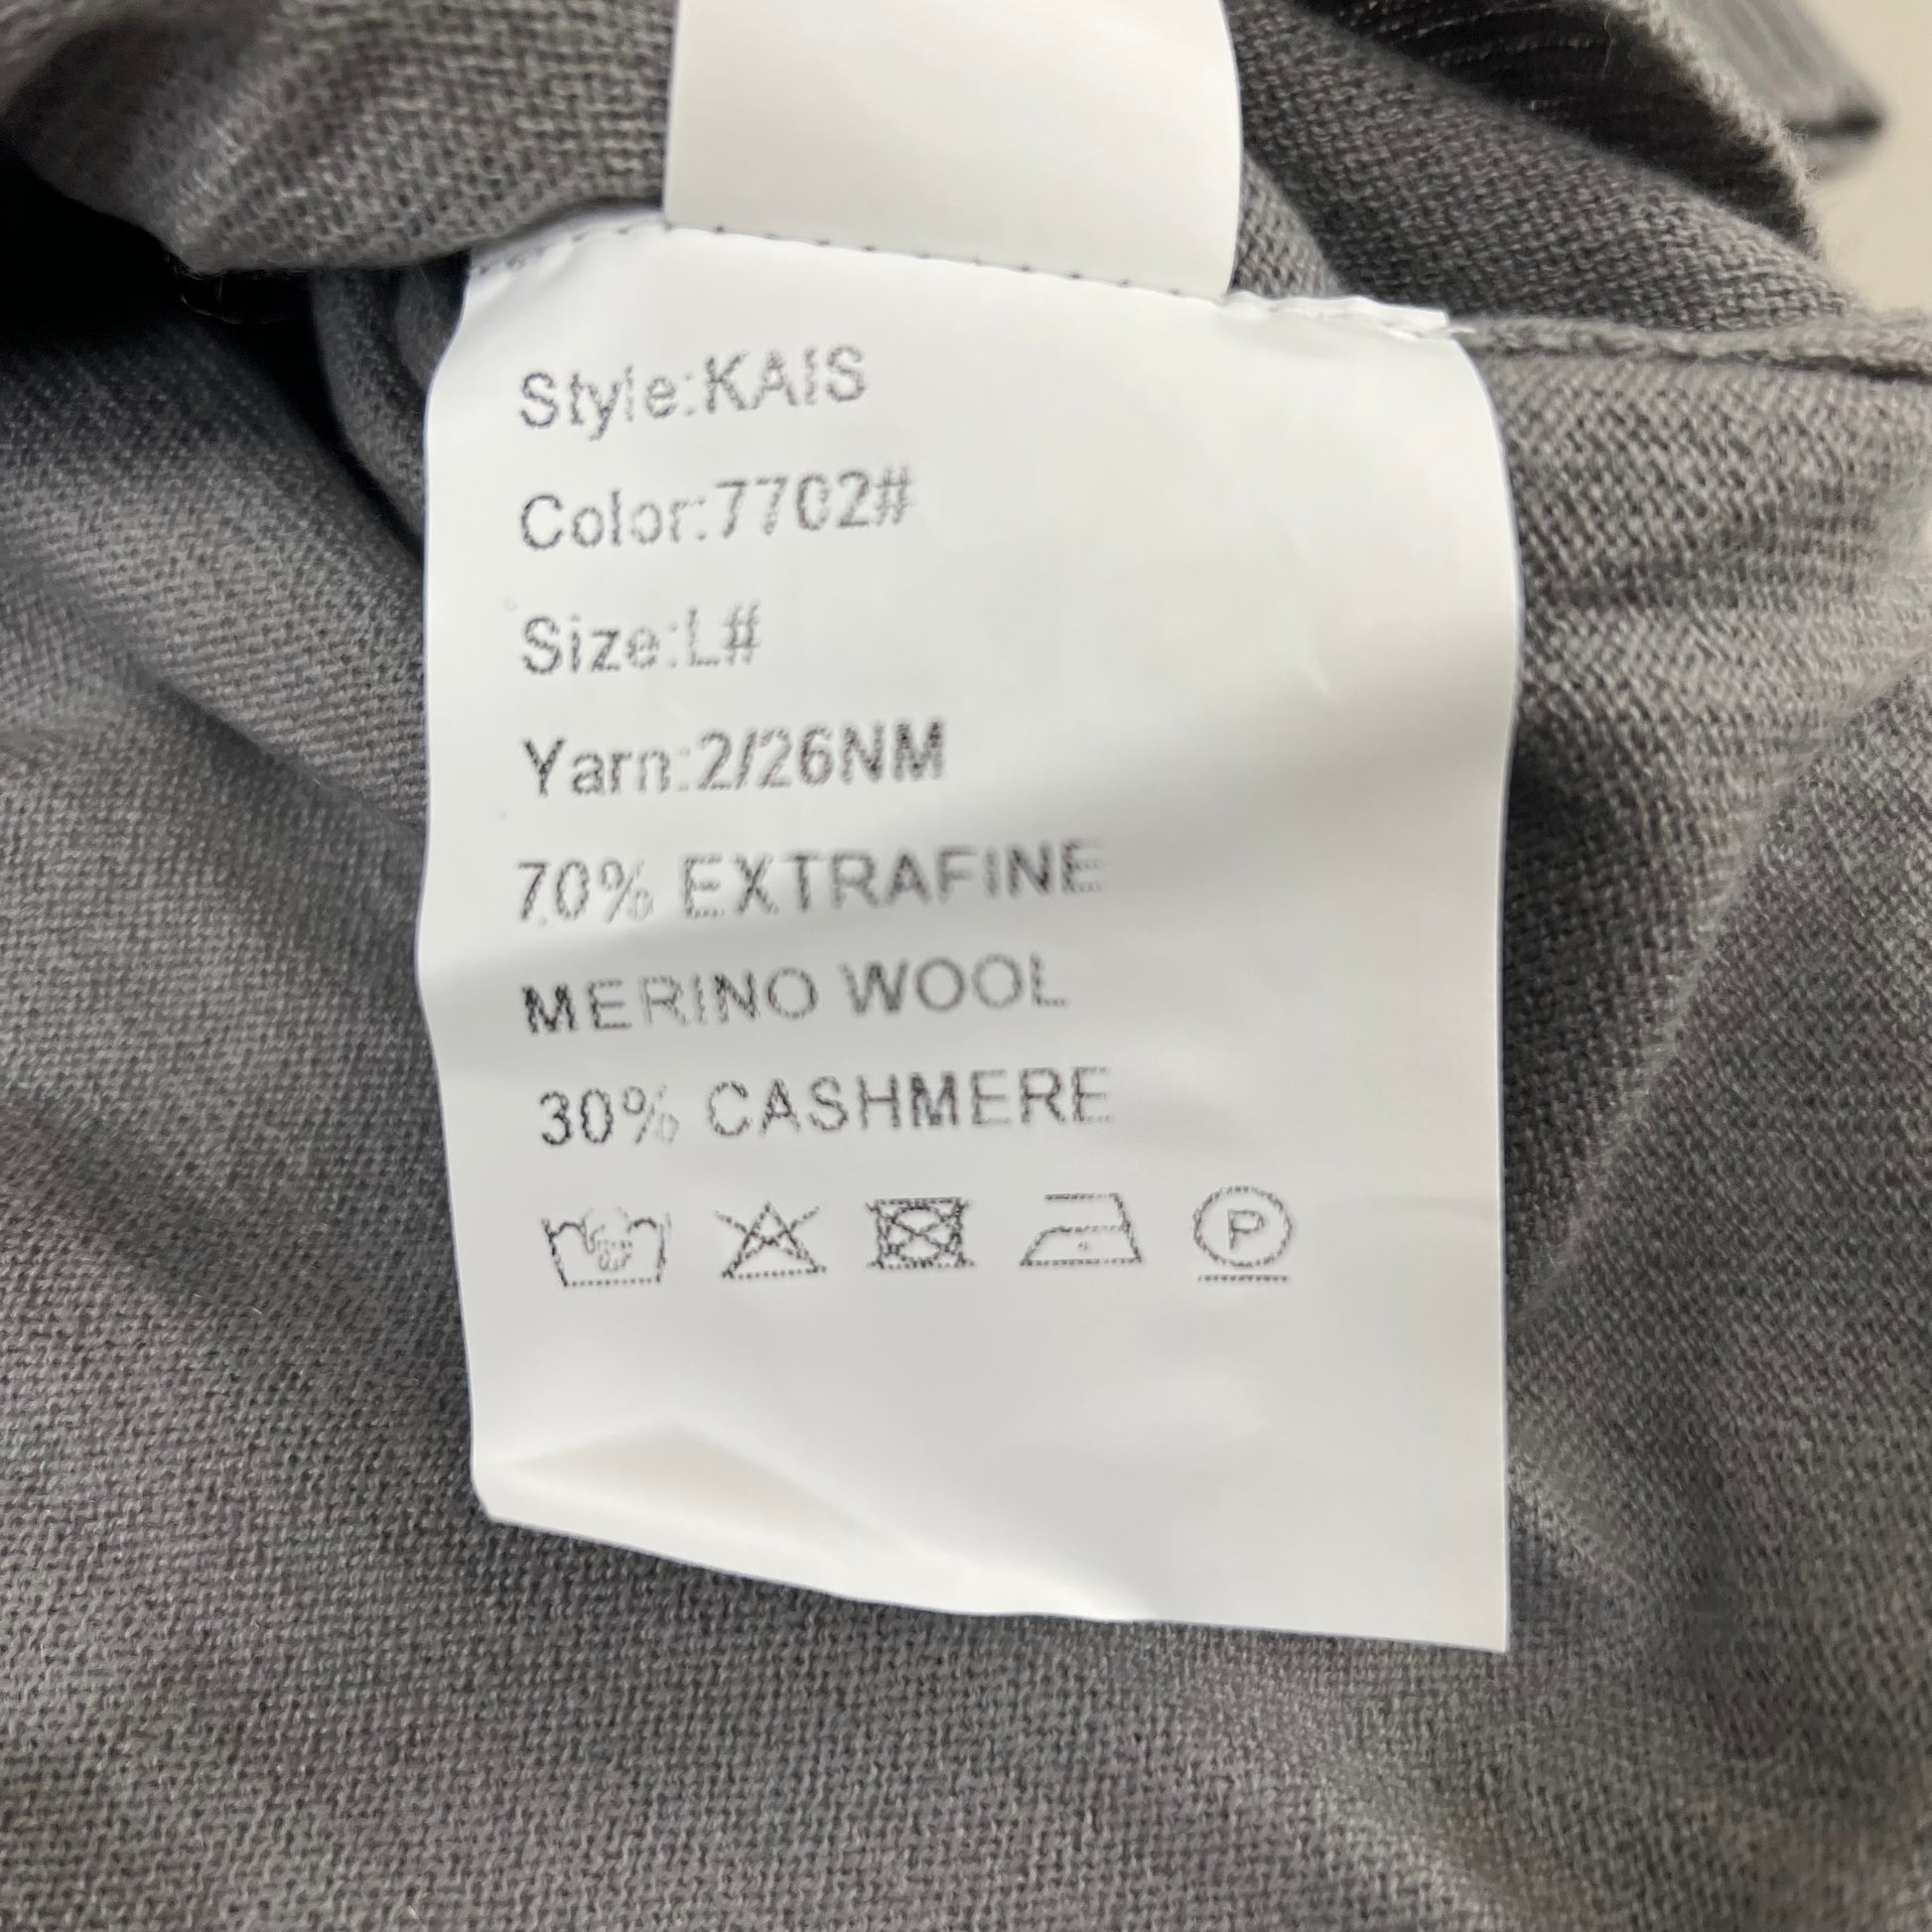 Style:KAIS
Color:7702#
Size:L#
Yarn:2/26NM
70% EXTRAFINE
MERINO WOOL
30% CASHMERE
P